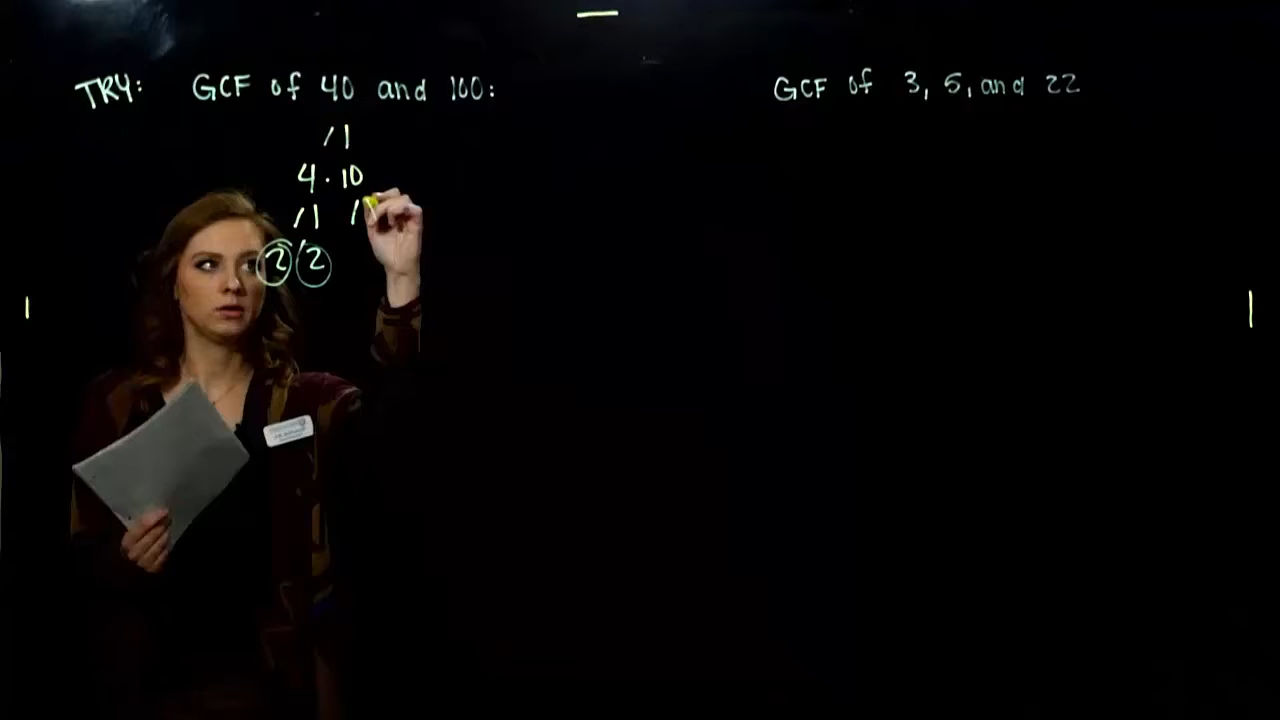 TRY: GCF of 40 and 100:
4 · 10
2 2
GCF of 3, 5, and 22